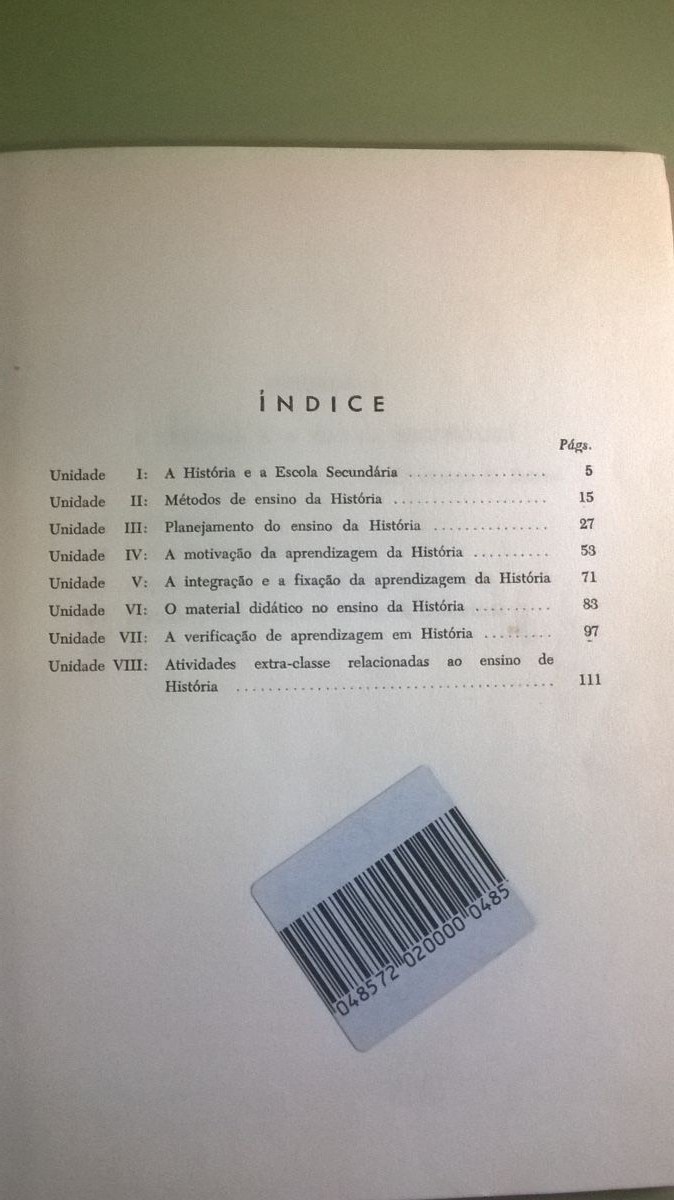 ÍNDICE
Págs.
Unidade I: A História e a Escola Secundária .................. 5
Unidade II: Métodos de ensino da História .................... 15
Unidade III: Planejamento do ensino da História ............... 27
Unidade IV: A motivação da aprendizagem da História .......... 53
Unidade V: A integração e a fixação da aprendizagem da História 71
Unidade VI: O material didático no ensino da História .......... 83
Unidade VII: A verificação de aprendizagem em História ......... 97
Unidade VIII: Atividades extra-classe relacionadas ao ensino de
História ....................................... 111
048572 020000 0485